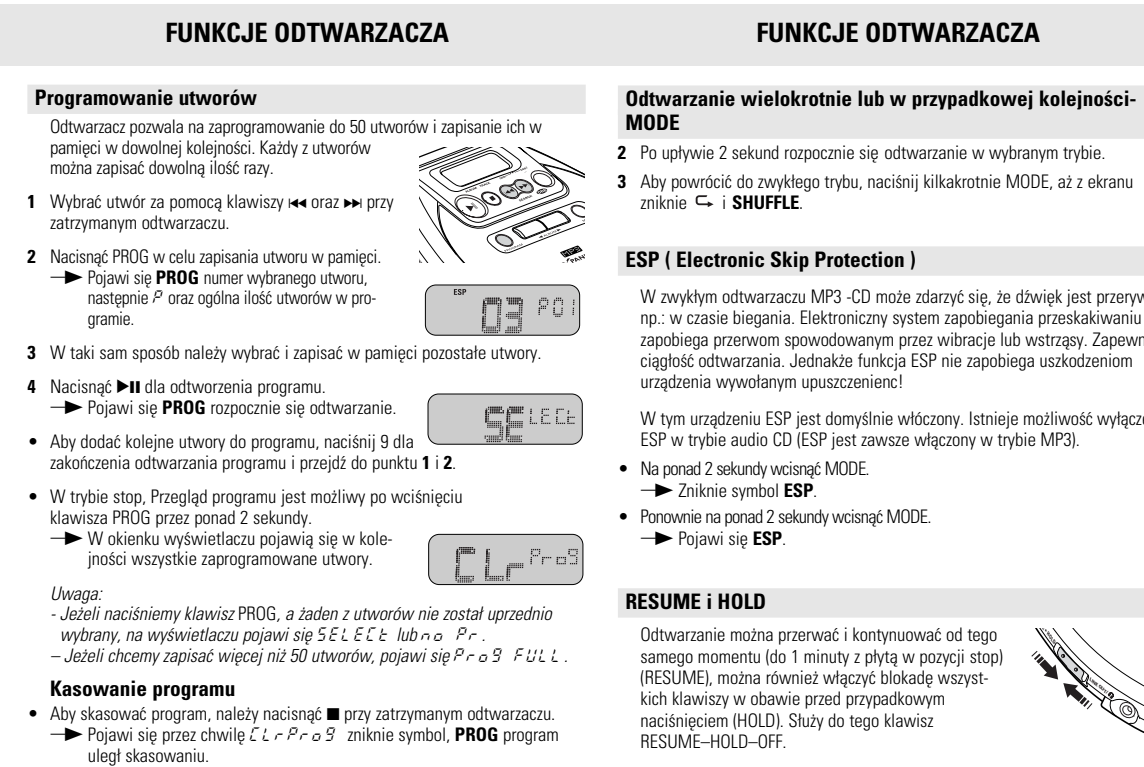 FUNKCJE ODTWARZACZA
Programowanie utworów
Odtwarzacz pozwala na zaprogramowanie do 50 utworów i zapisanie ich w
pamięci w dowolnej kolejności. Każdy z utworów
można zapisać dowolną ilość razy.
1 Wybrać utwór za pomocą klawiszy ⏮ oraz ⏭ przy
zatrzymanym odtwarzaczu.
2 Nacisnąć PROG w celu zapisania utworu w pamięci.
→ Pojawi się PROG numer wybranego utworu,
następnie P oraz ogólna ilość utworów w pro-
gramie.
ESP 03 P01
3 W taki sam sposób należy wybrać i zapisać w pamięci pozostałe utwory.
4 Nacisnąć ▶II dla odtworzenia programu.
→ Pojawi się PROG rozpocznie się odtwarzanie.
SELECt
• Aby dodać kolejne utwory do programu, naciśnij 9 dla
zakończenia odtwarzania programu i przejdź do punktu 1 i 2.
• W trybie stop, Przegląd programu jest możliwy po wciśnięciu
klawisza PROG przez ponad 2 sekundy.
→ W okienku wyświetlaczu pojawią się w kole-
jności wszystkie zaprogramowane utwory.
CLrProg
Uwaga:
- Jeżeli naciśniemy klawisz PROG, a żaden z utworów nie został uprzednio
wybrany, na wyświetlaczu pojawi się SELECt lub no Pr.
– Jeżeli chcemy zapisać więcej niż 50 utworów, pojawi się Prog FULL.
Kasowanie programu
• Aby skasować program, należy nacisnąć ■ przy zatrzymanym odtwarzaczu.
→ Pojawi się przez chwilę CLrProg zniknie symbol, PROG program
uległ skasowaniu.
FUNKCJE ODTWARZACZA
Odtwarzanie wielokrotnie lub w przypadkowej kolejności-
MODE
2 Po upływie 2 sekund rozpocznie się odtwarzanie w wybranym trybie.
3 Aby powrócić do zwykłego trybu, naciśnij kilkakrotnie MODE, aż z ekranu
zniknie ⮎ i SHUFFLE.
ESP ( Electronic Skip Protection )
W zwykłym odtwarzaczu MP3 -CD może zdarzyć się, że dźwięk jest przeryw
np.: w czasie biegania. Elektroniczny system zapobiegania przeskakiwaniu
zapobiega przerwom spowodowanym przez wibracje lub wstrząsy. Zapewn
ciągłość odtwarzania. Jednakże funkcja ESP nie zapobiega uszkodzeniom
urządzenia wywołanym upuszczenienc!
W tym urządzeniu ESP jest domyślnie włóczony. Istnieje możliwość wyłącze
ESP w trybie audio CD (ESP jest zawsze włączony w trybie MP3).
• Na ponad 2 sekundy wcisnąć MODE.
→ Zniknie symbol ESP.
• Ponownie na ponad 2 sekundy wcisnąć MODE.
→ Pojawi się ESP.
RESUME i HOLD
Odtwarzanie można przerwać i kontynuować od tego
samego momentu (do 1 minuty z płytą w pozycji stop)
(RESUME), można również włączyć blokadę wszyst-
kich klawiszy w obawie przed przypadkowym
naciśnięciem (HOLD). Służy do tego klawisz
RESUME–HOLD–OFF.